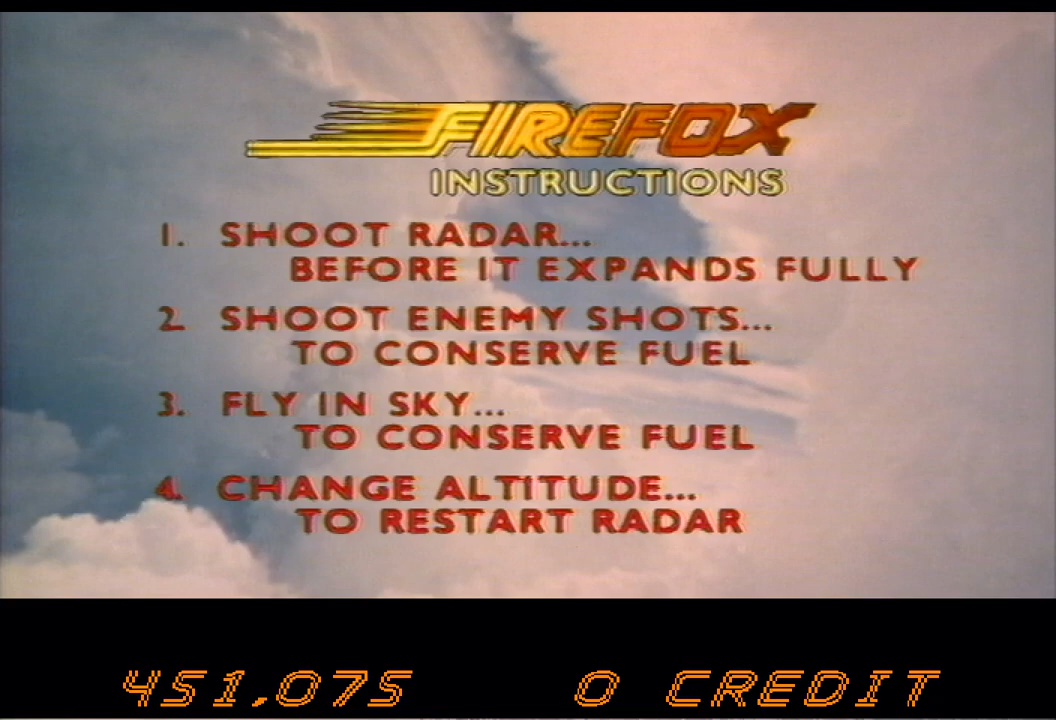 FIREFOX
INSTRUCTIONS
1. SHOOT RADAR...
BEFORE IT EXPANDS FULLY
2. SHOOT ENEMY SHOTS...
TO CONSERVE FUEL
3. FLY IN SKY...
TO CONSERVE FUEL
4. CHANGE ALTITUDE...
TO RESTART RADAR
451,075 0 CREDIT